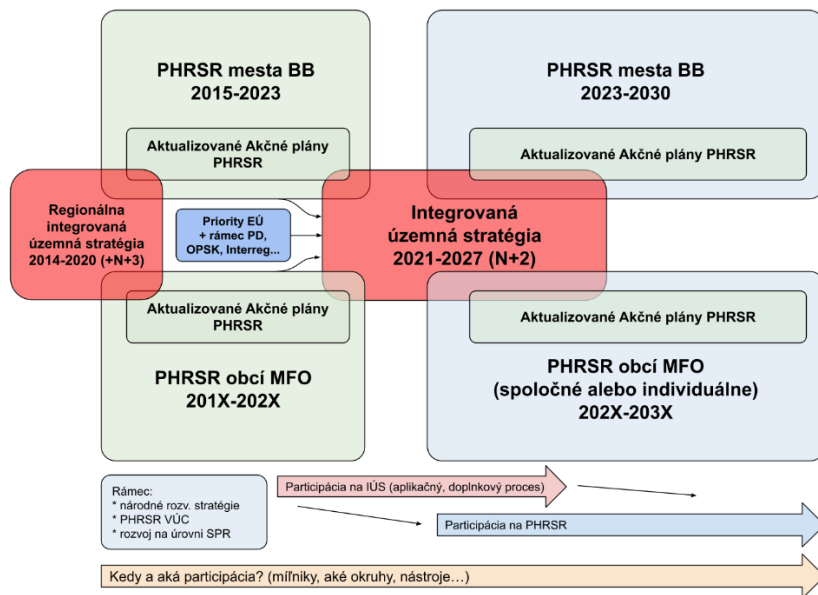 PHRSR mesta BB
2015-2023
PHRSR mesta BB
2023-2030
Aktualizované Akčné plány
PHRSR
Aktualizované Akčné plány PHRSR
Regionálna
integrovaná
územná stratégia
2014-2020 (+N+3)
Priority EÚ
+ rámec PD,
OPSK, Interreg...
Integrovaná
územná stratégia
2021-2027 (N+2)
Aktualizované Akčné plány
PHRSR
Aktualizované Akčné plány PHRSR
PHRSR obcí MFO
201X-202X
PHRSR obcí MFO
(spoločné alebo individuálne)
202X-203X
Rámec:
* národné rozv. stratégie
* PHRSR VÚC
* rozvoj na úrovni SPR
Participácia na IÚS (aplikačný, doplnkový proces)
Participácia na PHRSR
Kedy a aká participácia? (míľniky, aké okruhy, nástroje…)